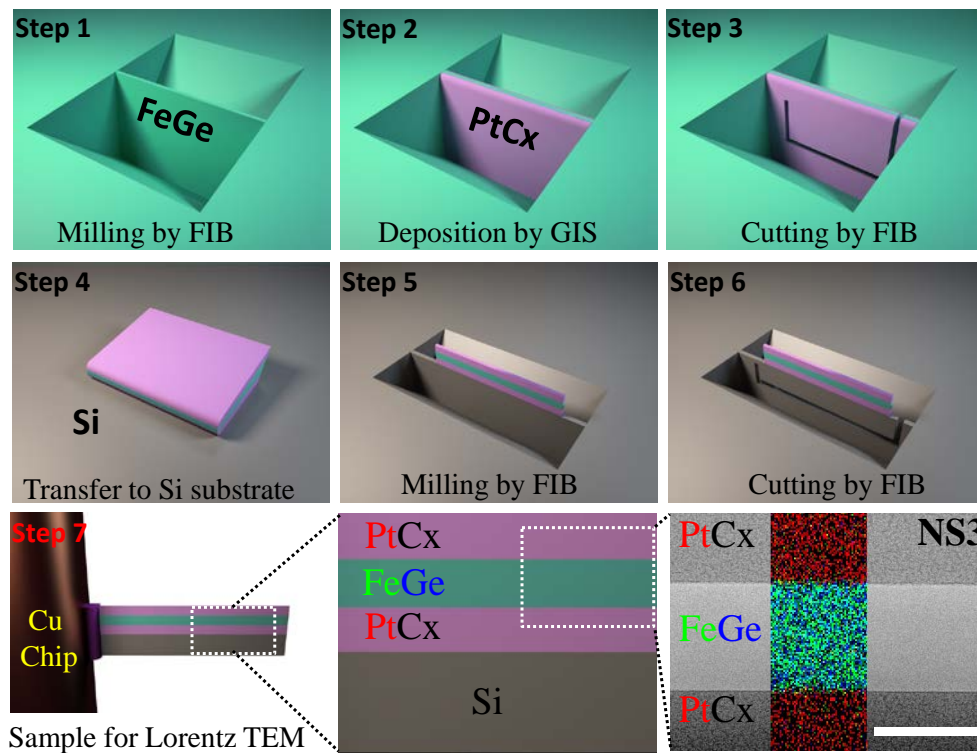 Step 1
FeGe
Milling by FIB
Step 2
PtCx
Deposition by GIS
Step 3
Cutting by FIB
Step 4
Si
Transfer to Si substrate
Step 5
Milling by FIB
Step 6
Cutting by FIB
Step 7
Cu
Chip
Sample for Lorentz TEM
PtCx
FeGe
PtCx
Si
PtCx
NS3
FeGe
PtCx